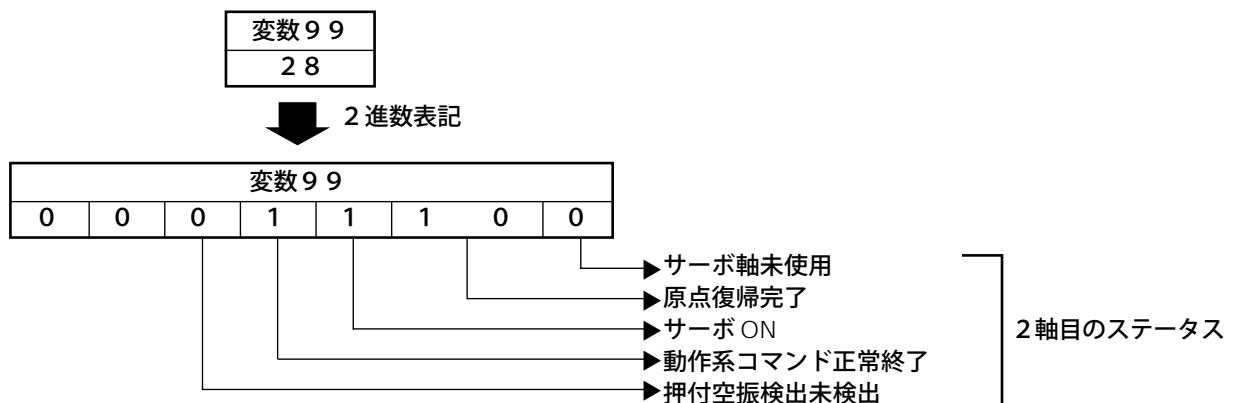 変数９９
２８
２進数表記
変数９９
0 0 0 1 1 1 0 0
サーボ軸未使用
原点復帰完了
サーボ ON
２軸目のステータス
動作系コマンド正常終了
押付空振検出未検出